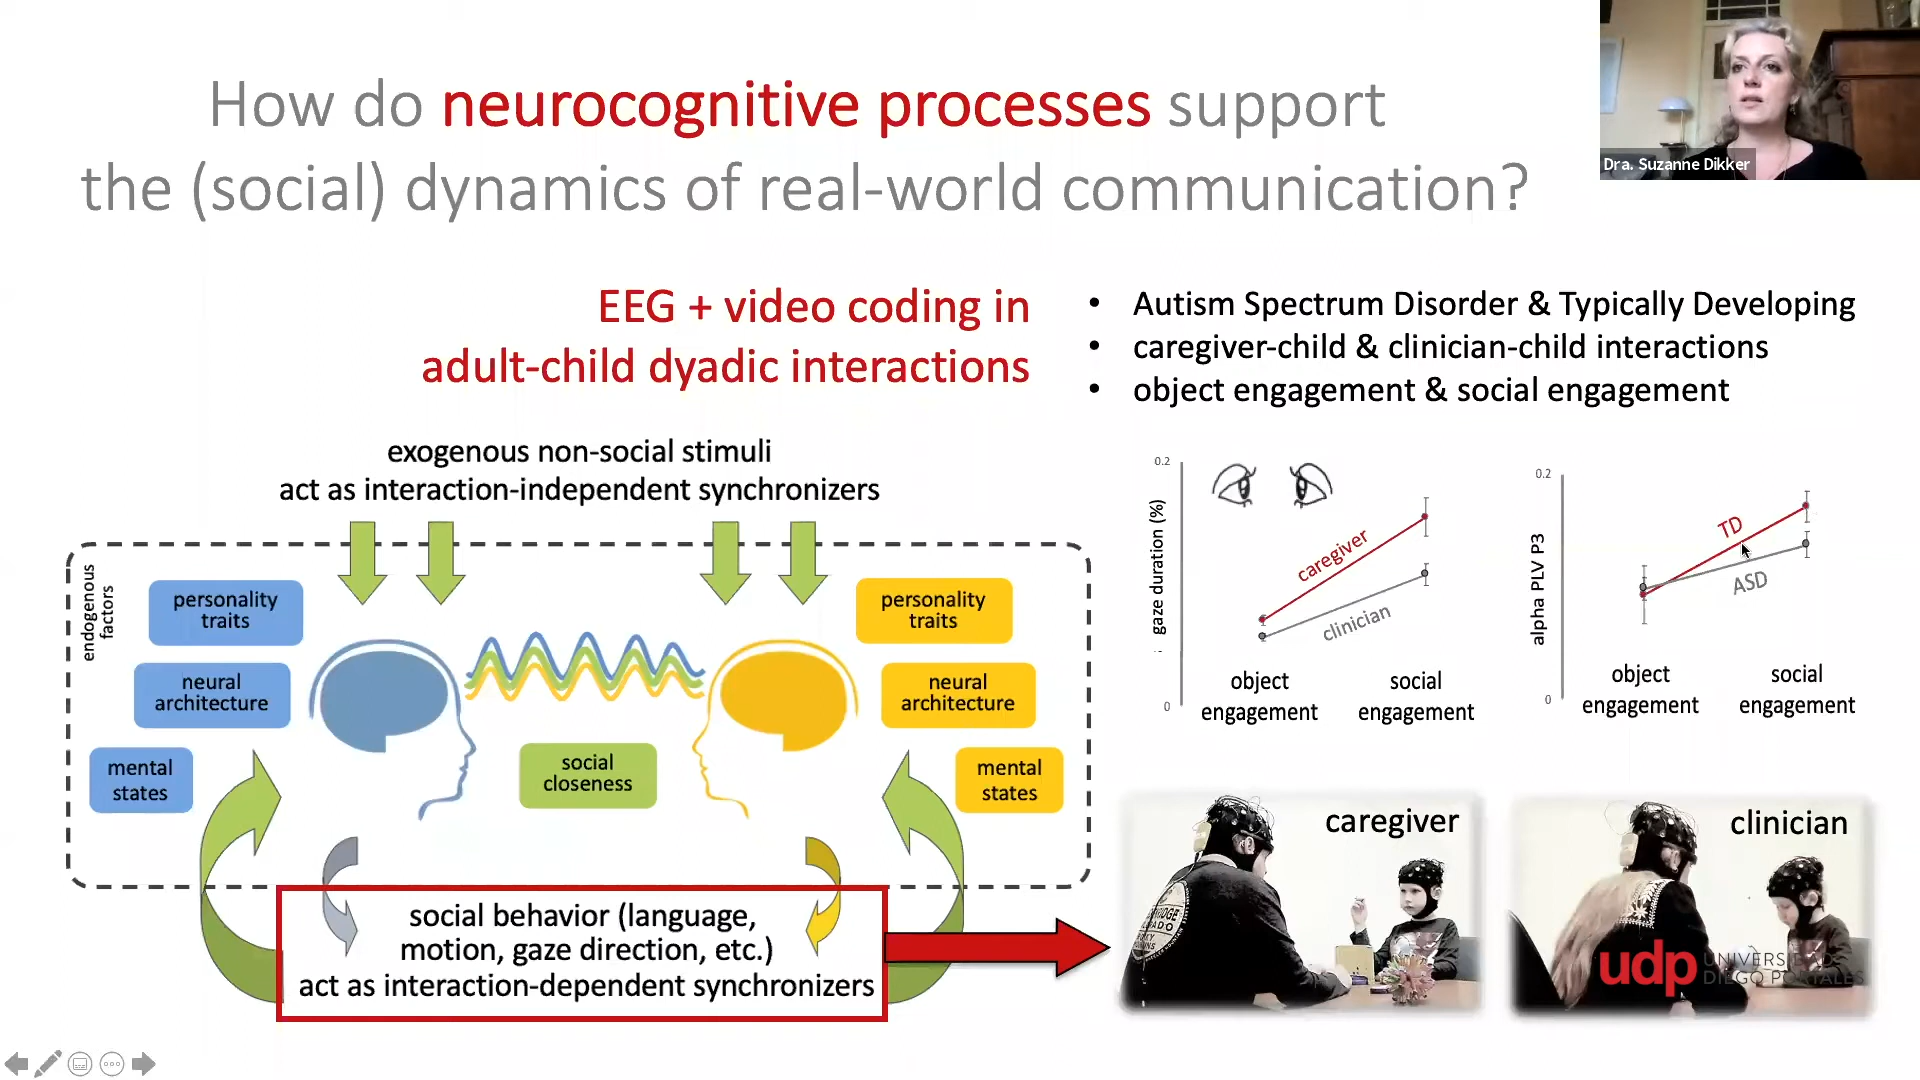 How do neurocognitive processes support
the (social) dynamics of real-world communication?
Dra. Suzanne Dikker
EEG + video coding in
adult-child dyadic interactions
• Autism Spectrum Disorder & Typically Developing
• caregiver-child & clinician-child interactions
• object engagement & social engagement
exogenous non-social stimuli
act as interaction-independent synchronizers
endogenous
factors
personality
traits
neural
architecture
mental
states
social
closeness
personality
traits
neural
architecture
mental
states
social behavior (language,
motion, gaze direction, etc.)
act as interaction-dependent synchronizers
0.2
gaze duration (%)
0
caregiver
clinician
object
engagement
social
engagement
0.2
alpha PLV P3
0
TD
ASD
object
engagement
social
engagement
caregiver
clinician
udp UNIVERSIDAD
DIEGO PORTALES